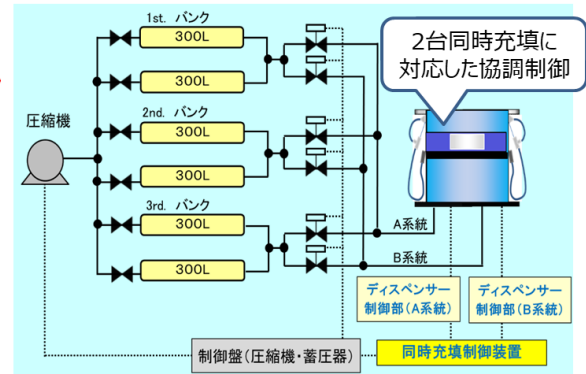 1st. バンク
300L
300L
2台同時充填に
対応した協調制御
圧縮機
2nd. バンク
300L
300L
3rd. バンク
300L
300L
A系統
B系統
ディスペンサー
制御部(A系統)
ディスペンサー
制御部(B系統)
制御盤(圧縮機・蓄圧器)
同時充填制御装置